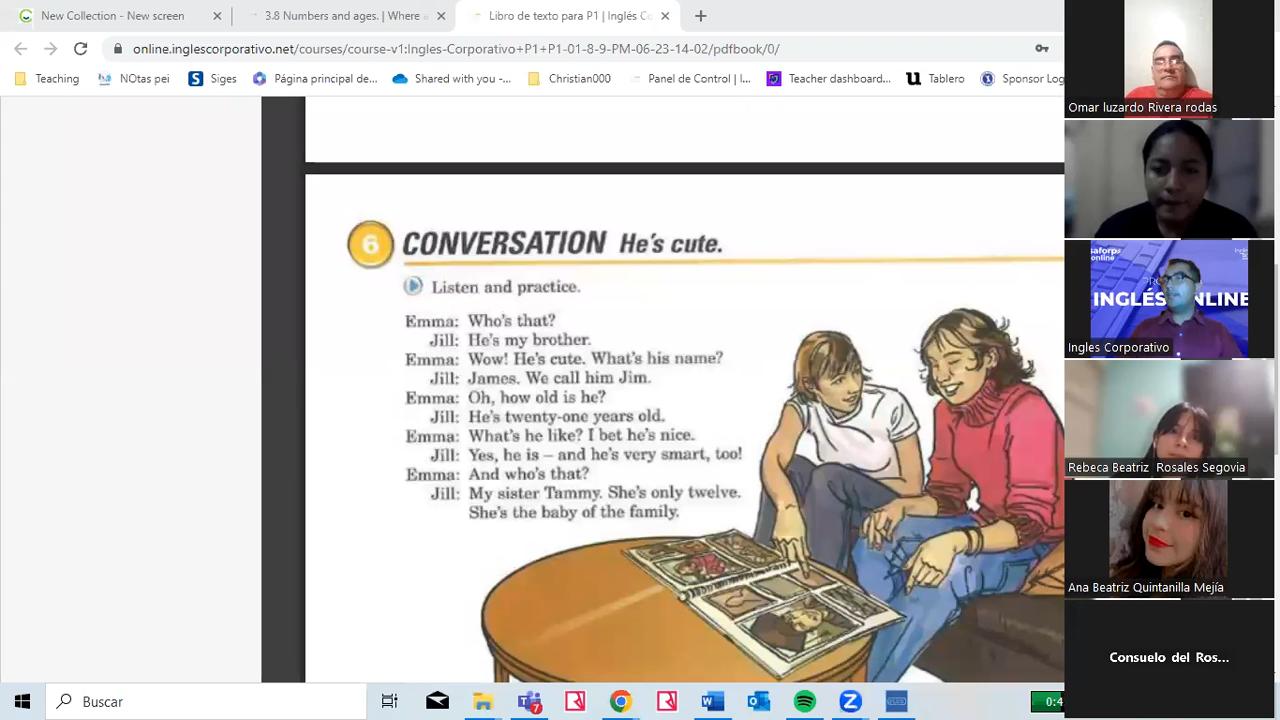 New Collection - New screen
3.8 Numbers and ages. | Where a
Libro de texto para P1 | Inglés Co
online.inglescorporativo.net/courses/course-v1:Ingles-Corporativo+P1+P1-01-8-9-PM-06-23-14-02/pdfbook/0/
Teaching
NOtas pei
Siges
Página principal de...
Shared with you -...
Christian000
Panel de Control | I...
Teacher dashboard...
Tablero
Sponsor Log
6 CONVERSATION He's cute.
Listen and practice.
Emma: Who's that?
Jill: He's my brother.
Emma: Wow! He's cute. What's his name?
Jill: James. We call him Jim.
Emma: Oh, how old is he?
Jill: He's twenty-one years old.
Emma: What's he like? I bet he's nice.
Jill: Yes, he is – and he's very smart, too!
Emma: And who's that?
Jill: My sister Tammy. She's only twelve.
She's the baby of the family.
Omar luzardo Rivera rodas
online
INGLÉS ONLINE
Ingles Corporativo
Rebeca Beatriz Rosales Segovia
Ana Beatriz Quintanilla Mejía
Consuelo del Ros...
Buscar
7
0:4